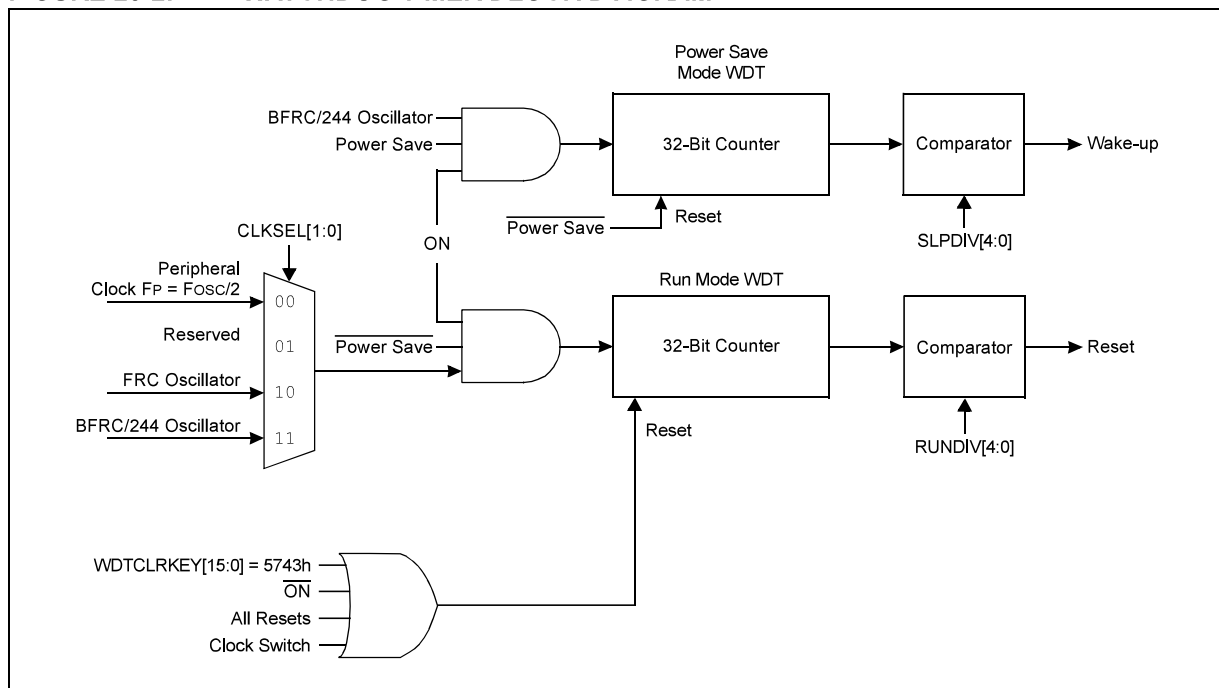 Power Save
Mode WDT
BFRC/244 Oscillator
Power Save
32-Bit Counter
Comparator
Wake-up
Power Save
Reset
SLPDIV[4:0]
CLKSEL[1:0]
ON
Peripheral
Clock FP = FOSC/2
00
Run Mode WDT
Reserved
01
Power Save
32-Bit Counter
Comparator
Reset
FRC Oscillator
10
BFRC/244 Oscillator
11
Reset
RUNDIV[4:0]
WDTCLRKEY[15:0] = 5743h
ON
All Resets
Clock Switch